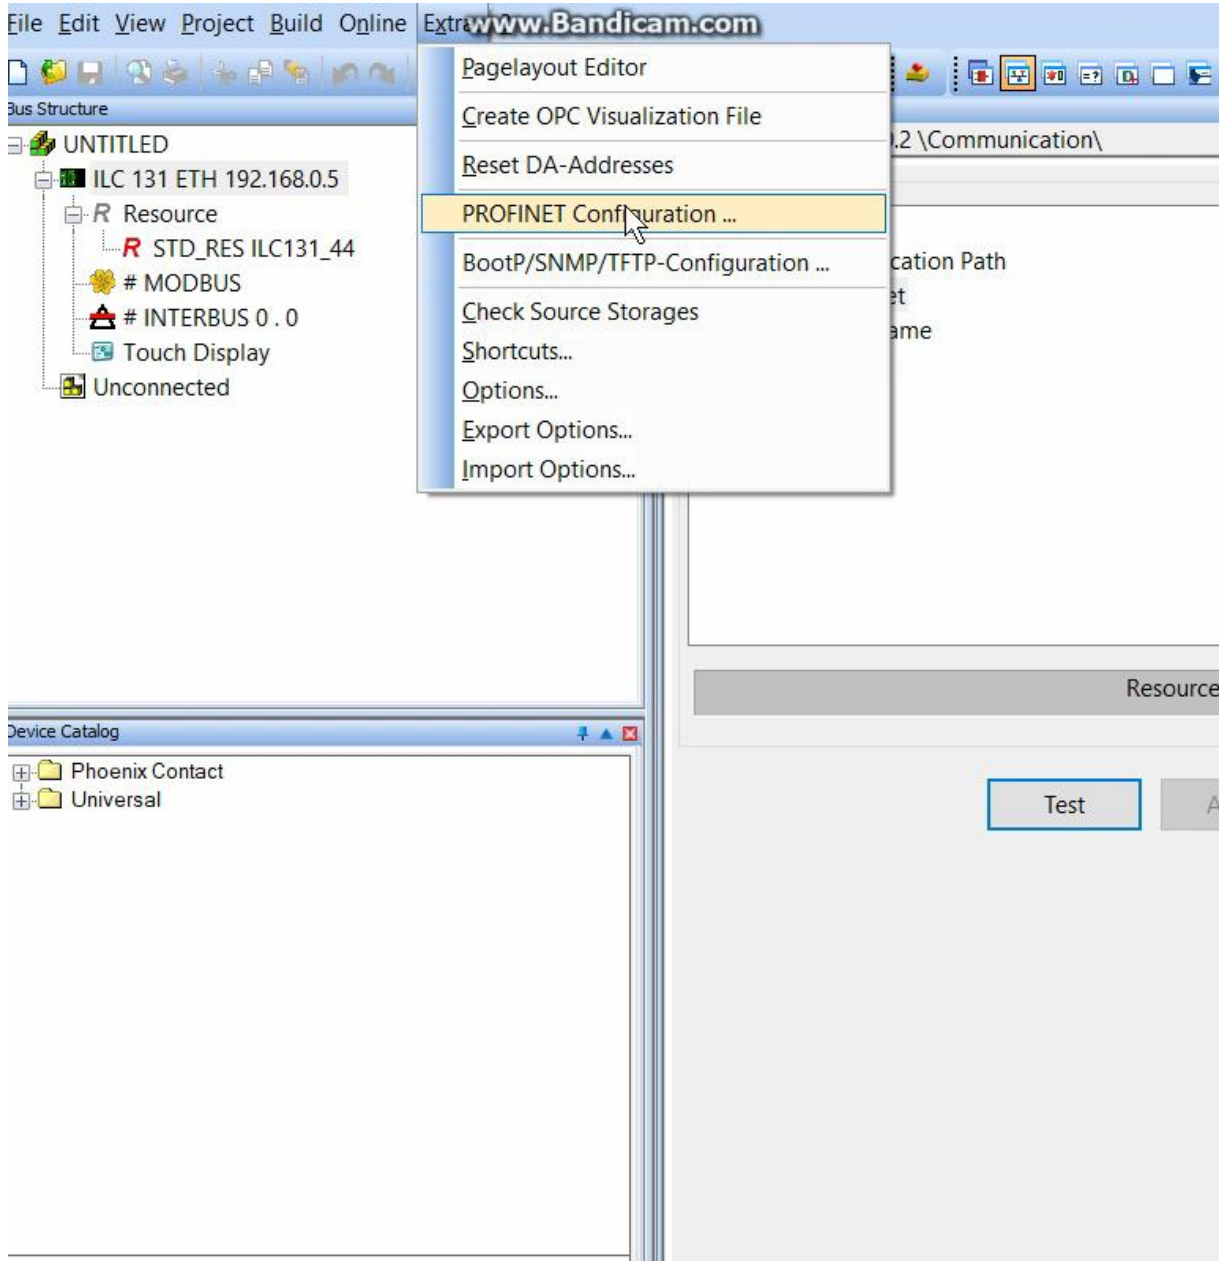 File Edit View Project Build Online Extra
www.Bandicam.com
Pagelayout Editor
Create OPC Visualization File
Reset DA-Addresses
PROFINET Configuration ...
BootP/SNMP/TFTP-Configuration ...
Check Source Storages
Shortcuts...
Options...
Export Options...
Import Options...
Bus Structure
UNTITLED
ILC 131 ETH 192.168.0.5
R Resource
R STD_RES ILC131_44
# MODBUS
# INTERBUS 0 . 0
Touch Display
Unconnected
.2 \Communication\
cation Path
et
ame
Resource
Device Catalog
Phoenix Contact
Universal
Test
A